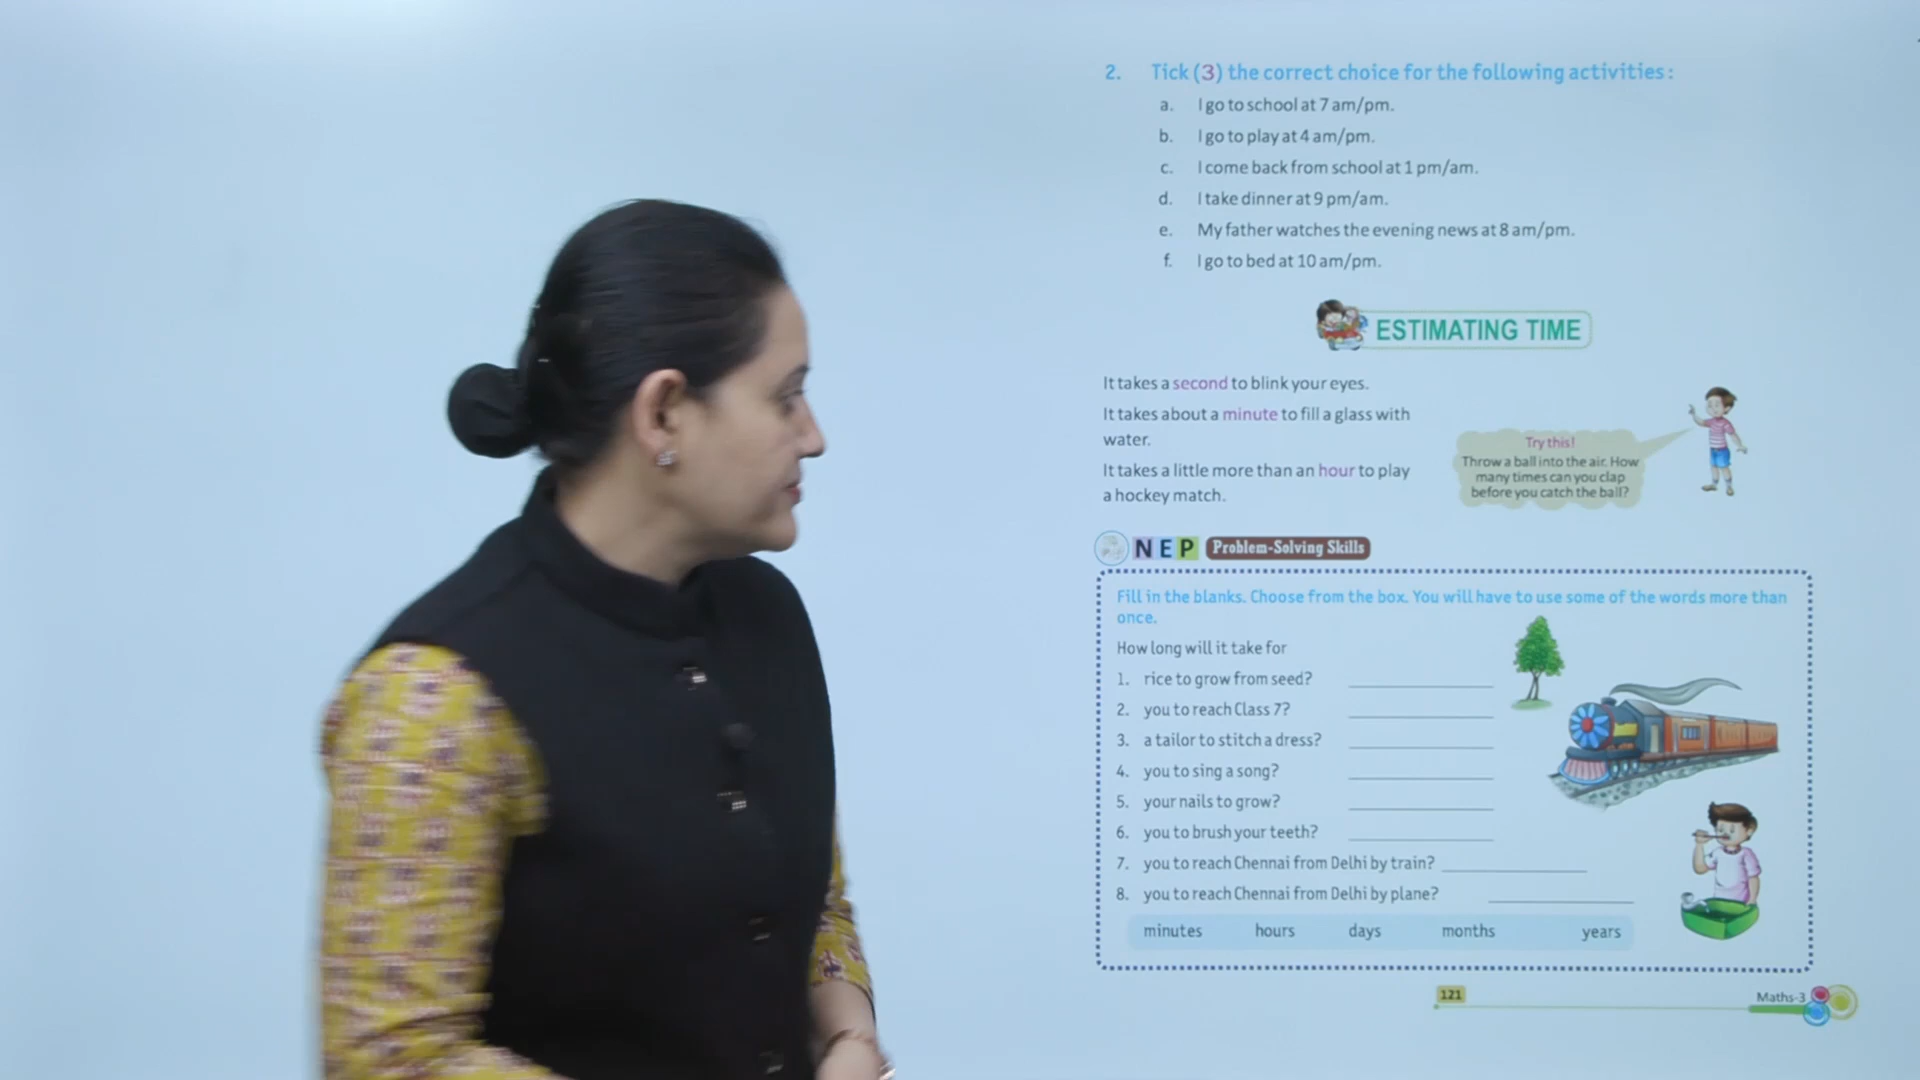 2. Tick (3) the correct choice for the following activities:
a. I go to school at 7 am/pm.
b. I go to play at 4 am/pm.
c. I come back from school at 1 pm/am.
d. I take dinner at 9 pm/am.
e. My father watches the evening news at 8 am/pm.
f. I go to bed at 10 am/pm.
ESTIMATING TIME
It takes a second to blink your eyes.
It takes about a minute to fill a glass with
water.
It takes a little more than an hour to play
a hockey match.
Try this!
Throw a ball into the air. How
many times can you clap
before you catch the ball?
NEP Problem-Solving Skills
Fill in the blanks. Choose from the box. You will have to use some of the words more than
once.
How long will it take for
1. rice to grow from seed?
2. you to reach Class 7?
3. a tailor to stitch a dress?
4. you to sing a song?
5. your nails to grow?
6. you to brush your teeth?
7. you to reach Chennai from Delhi by train?
8. you to reach Chennai from Delhi by plane?
minutes hours days months years
121
Maths-3